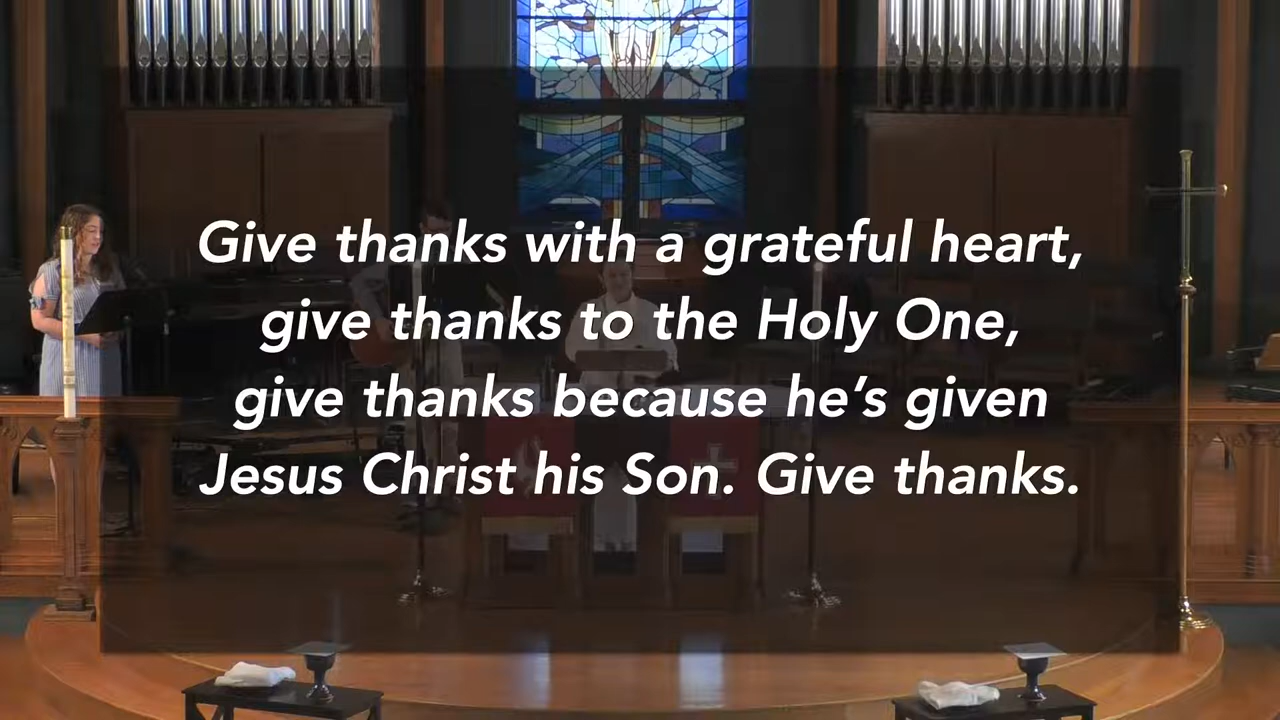 Give thanks with a grateful heart,
give thanks to the Holy One,
give thanks because he’s given
Jesus Christ his Son. Give thanks.